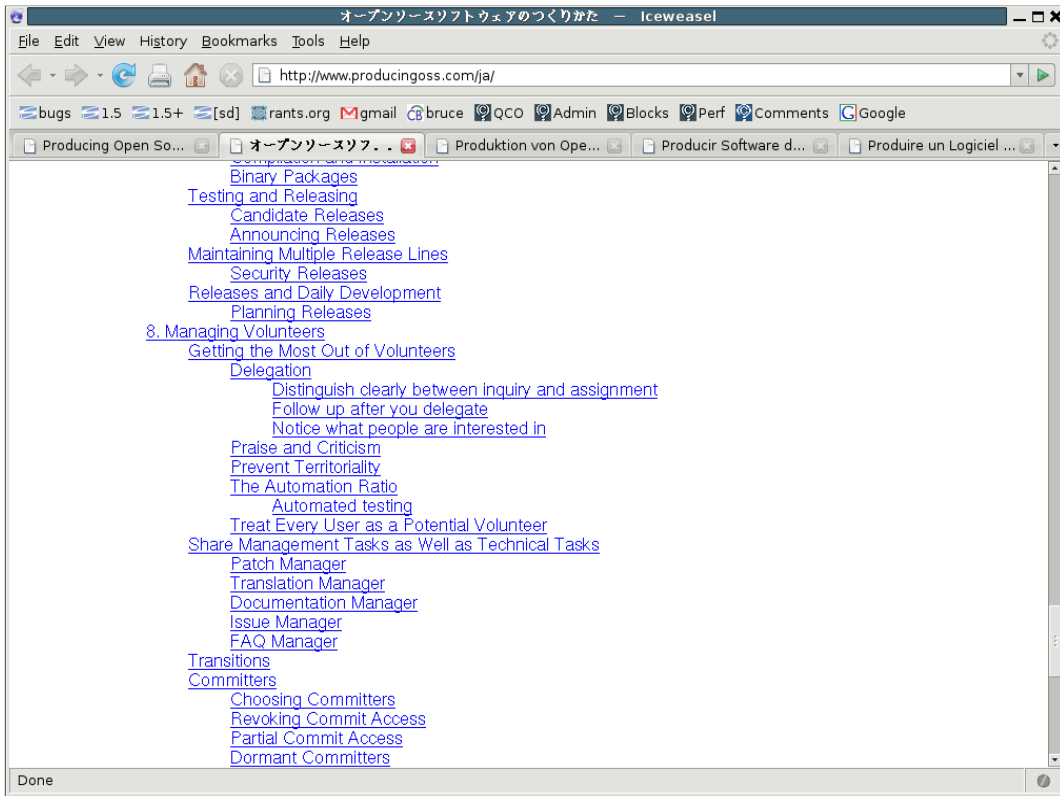 オープンソースソフトウェアのつくりかた — Iceweasel
File Edit View History Bookmarks Tools Help
http://www.producingoss.com/ja/
bugs 1.5 1.5+ [sd] rants.org gmail bruce QCO Admin Blocks Perf Comments Google
Producing Open So... オープンソースソフ. . Produktion von Ope... Producir Software d... Produire un Logiciel ...
Compilation and Installation
Binary Packages
Testing and Releasing
Candidate Releases
Announcing Releases
Maintaining Multiple Release Lines
Security Releases
Releases and Daily Development
Planning Releases
8. Managing Volunteers
Getting the Most Out of Volunteers
Delegation
Distinguish clearly between inquiry and assignment
Follow up after you delegate
Notice what people are interested in
Praise and Criticism
Prevent Territoriality
The Automation Ratio
Automated testing
Treat Every User as a Potential Volunteer
Share Management Tasks as Well as Technical Tasks
Patch Manager
Translation Manager
Documentation Manager
Issue Manager
FAQ Manager
Transitions
Committers
Choosing Committers
Revoking Commit Access
Partial Commit Access
Dormant Committers
Done